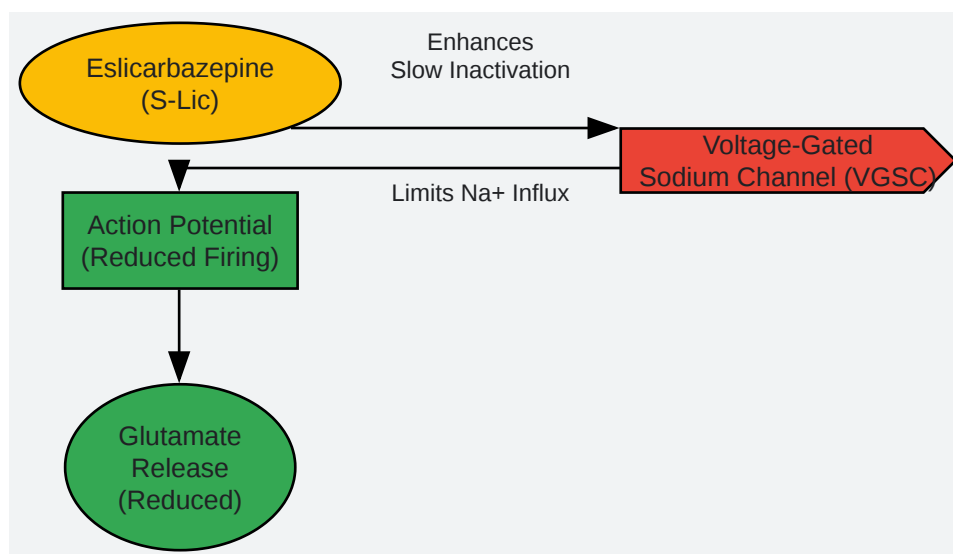 Eslicarbazepine
(S-Lic)
Enhances
Slow Inactivation
Voltage-Gated
Sodium Channel (VGSC)
Limits Na+ Influx
Action Potential
(Reduced Firing)
Glutamate
Release
(Reduced)